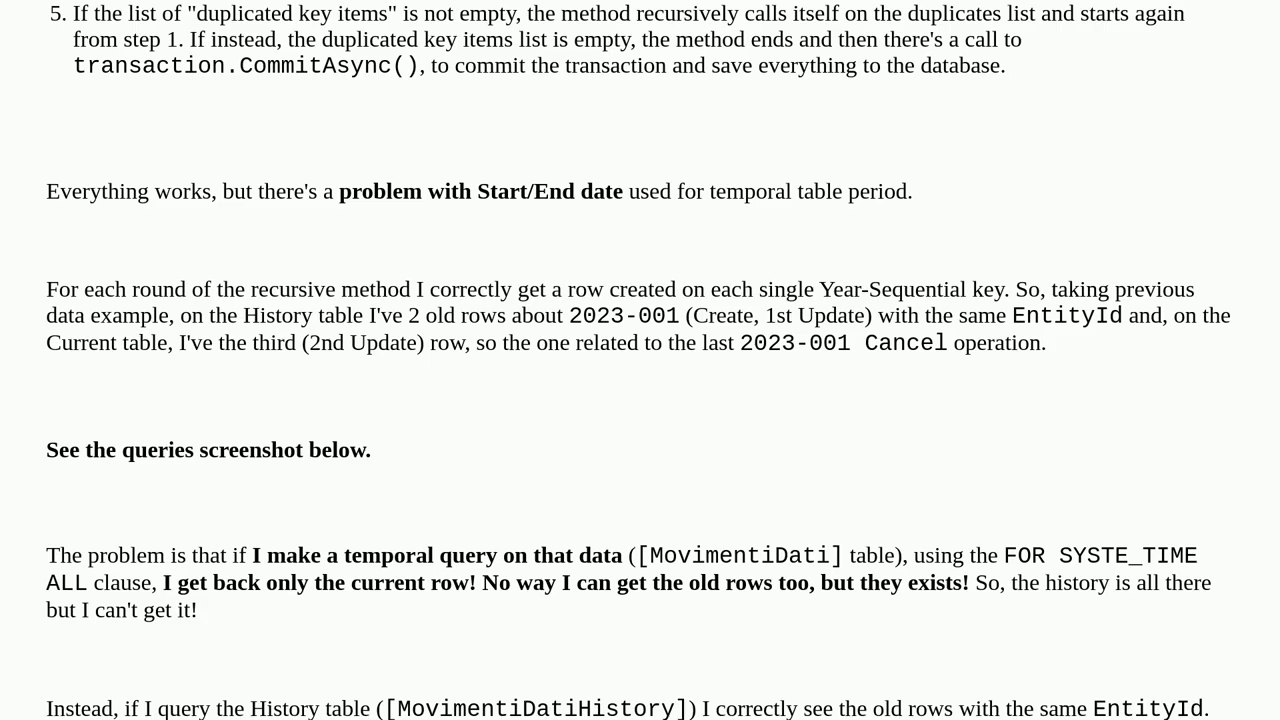 5. If the list of "duplicated key items" is not empty, the method recursively calls itself on the duplicates list and starts again
from step 1. If instead, the duplicated key items list is empty, the method ends and then there's a call to
transaction.CommitAsync(), to commit the transaction and save everything to the database.
Everything works, but there's a problem with Start/End date used for temporal table period.
For each round of the recursive method I correctly get a row created on each single Year-Sequential key. So, taking previous
data example, on the History table I've 2 old rows about 2023-001 (Create, 1st Update) with the same EntityId and, on the
Current table, I've the third (2nd Update) row, so the one related to the last 2023-001 Cancel operation.
See the queries screenshot below.
The problem is that if I make a temporal query on that data ([MovimentiDati] table), using the FOR SYSTE_TIME
ALL clause, I get back only the current row! No way I can get the old rows too, but they exists! So, the history is all there
but I can't get it!
Instead, if I query the History table ([MovimentiDatiHistory]) I correctly see the old rows with the same EntityId.